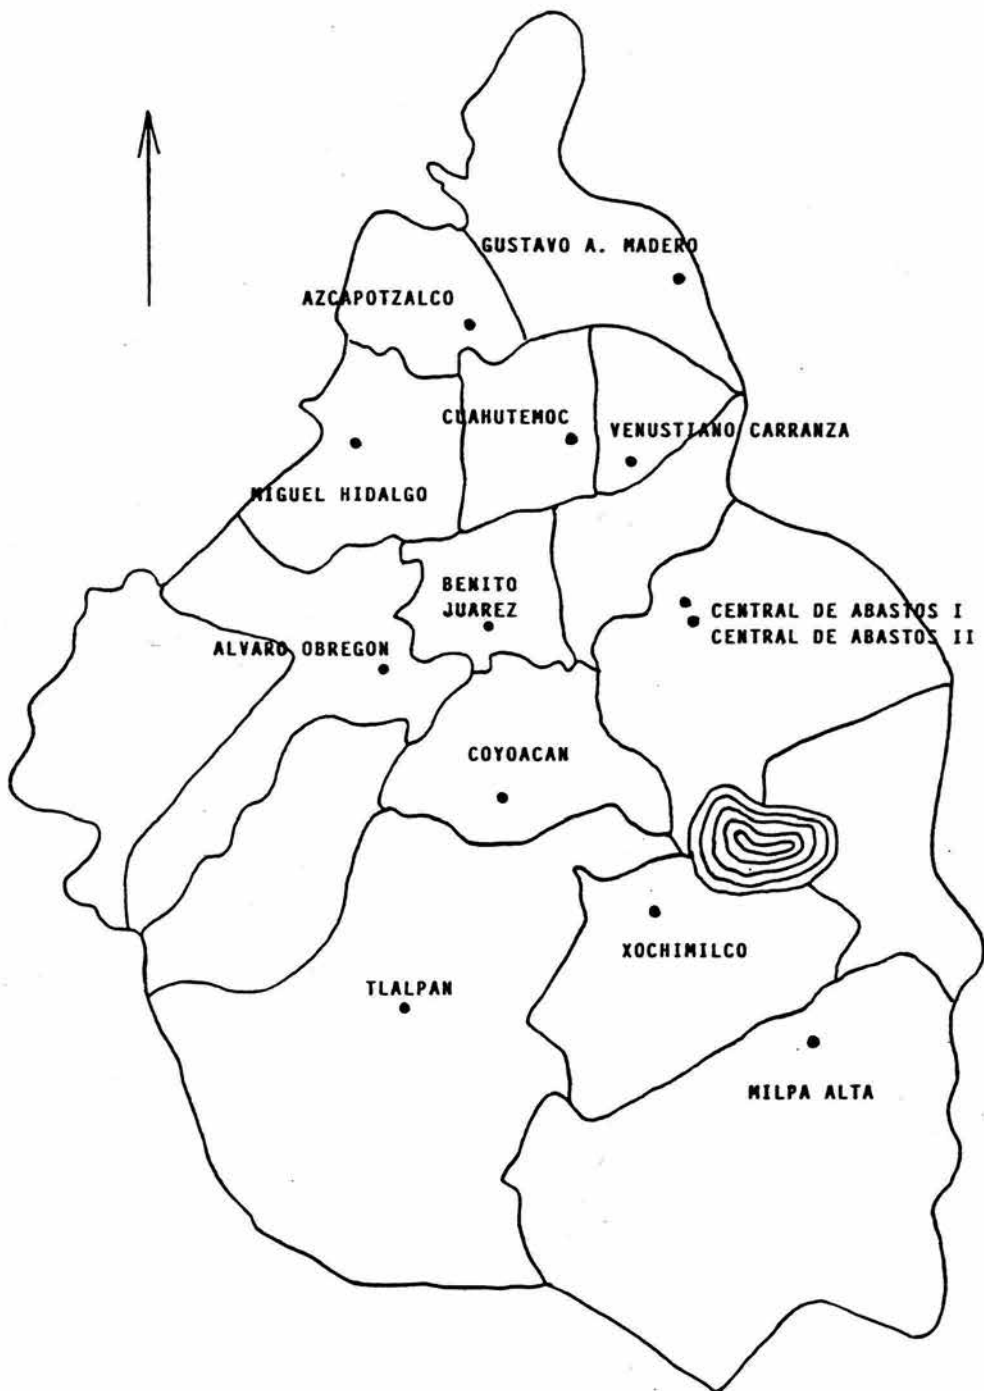 GUSTAVO A. MADERO
AZCAPOTZALCO
CUAHUTEMOC
VENUSTIANO CARRANZA
MIGUEL HIDALGO
BENITO
JUAREZ
CENTRAL DE ABASTOS I
CENTRAL DE ABASTOS II
ALVARO OBREGON
COYOACAN
XOCHIMILCO
TLALPAN
MILPA ALTA